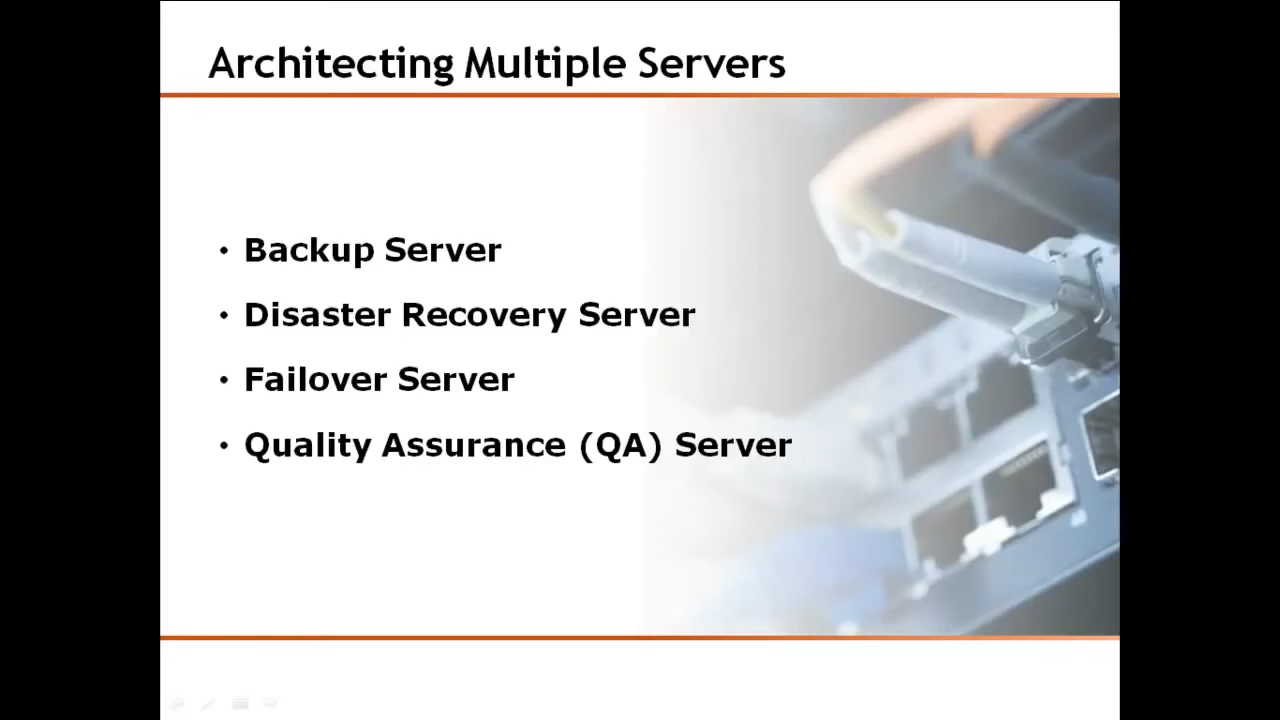 Architecting Multiple Servers
• Backup Server
• Disaster Recovery Server
• Failover Server
• Quality Assurance (QA) Server